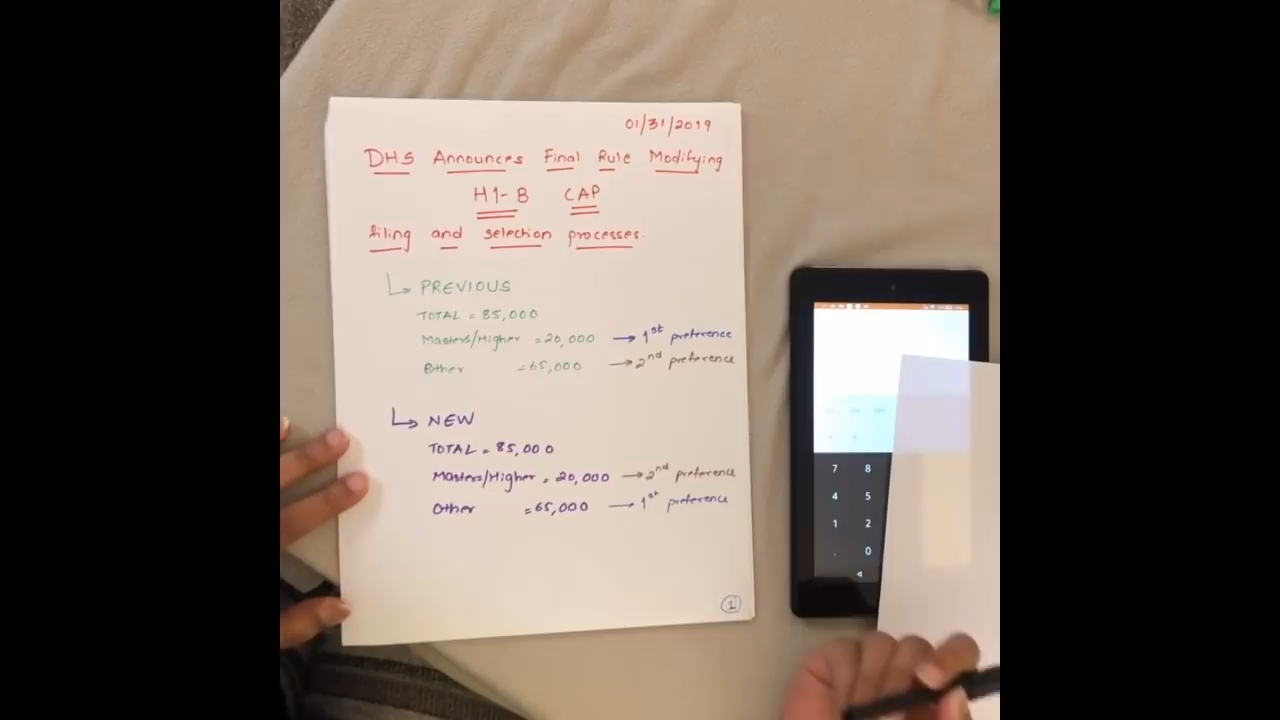 01/31/2019
DHS Announces Final Rule Modifying
H1-B CAP
filing and selection processes.
PREVIOUS
TOTAL = 85,000
Masters/Higher = 20,000 → 1st preference
Other = 65,000 → 2nd preference
NEW
TOTAL = 85,000
Masters/Higher = 20,000 → 2nd preference
Other = 65,000 → 1st preference
1
7 8
4 5
1 2
. 0